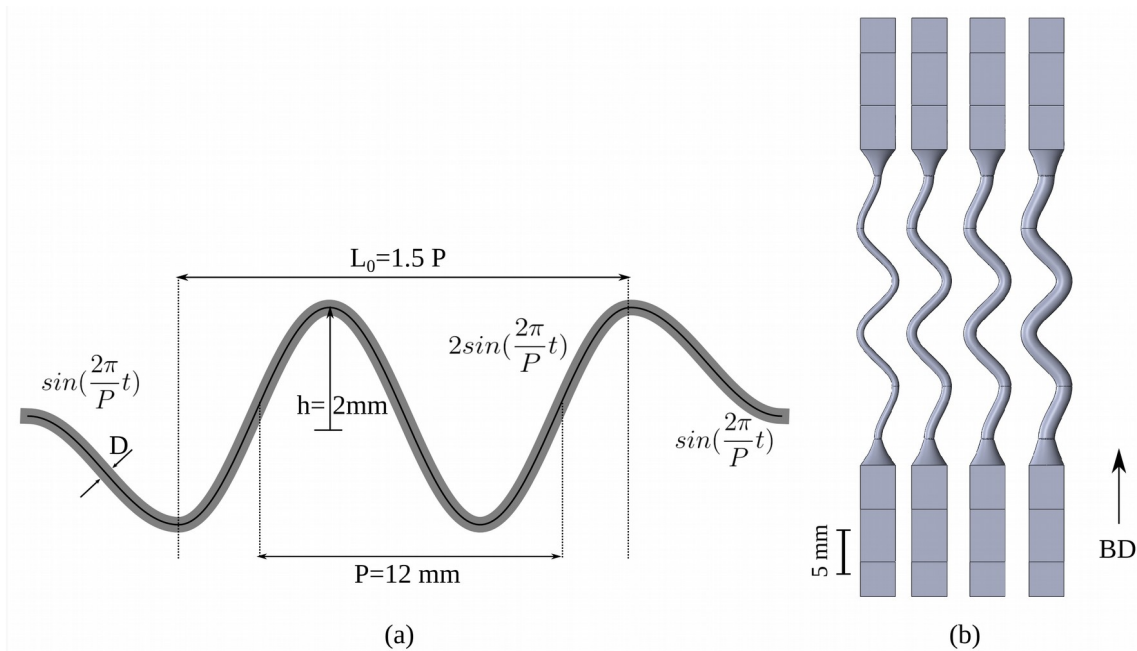 L₀=1.5 P
sin(2π/P t)
2sin(2π/P t)
h= 2mm
D
sin(2π/P t)
P=12 mm
(a)
5 mm
BD
(b)